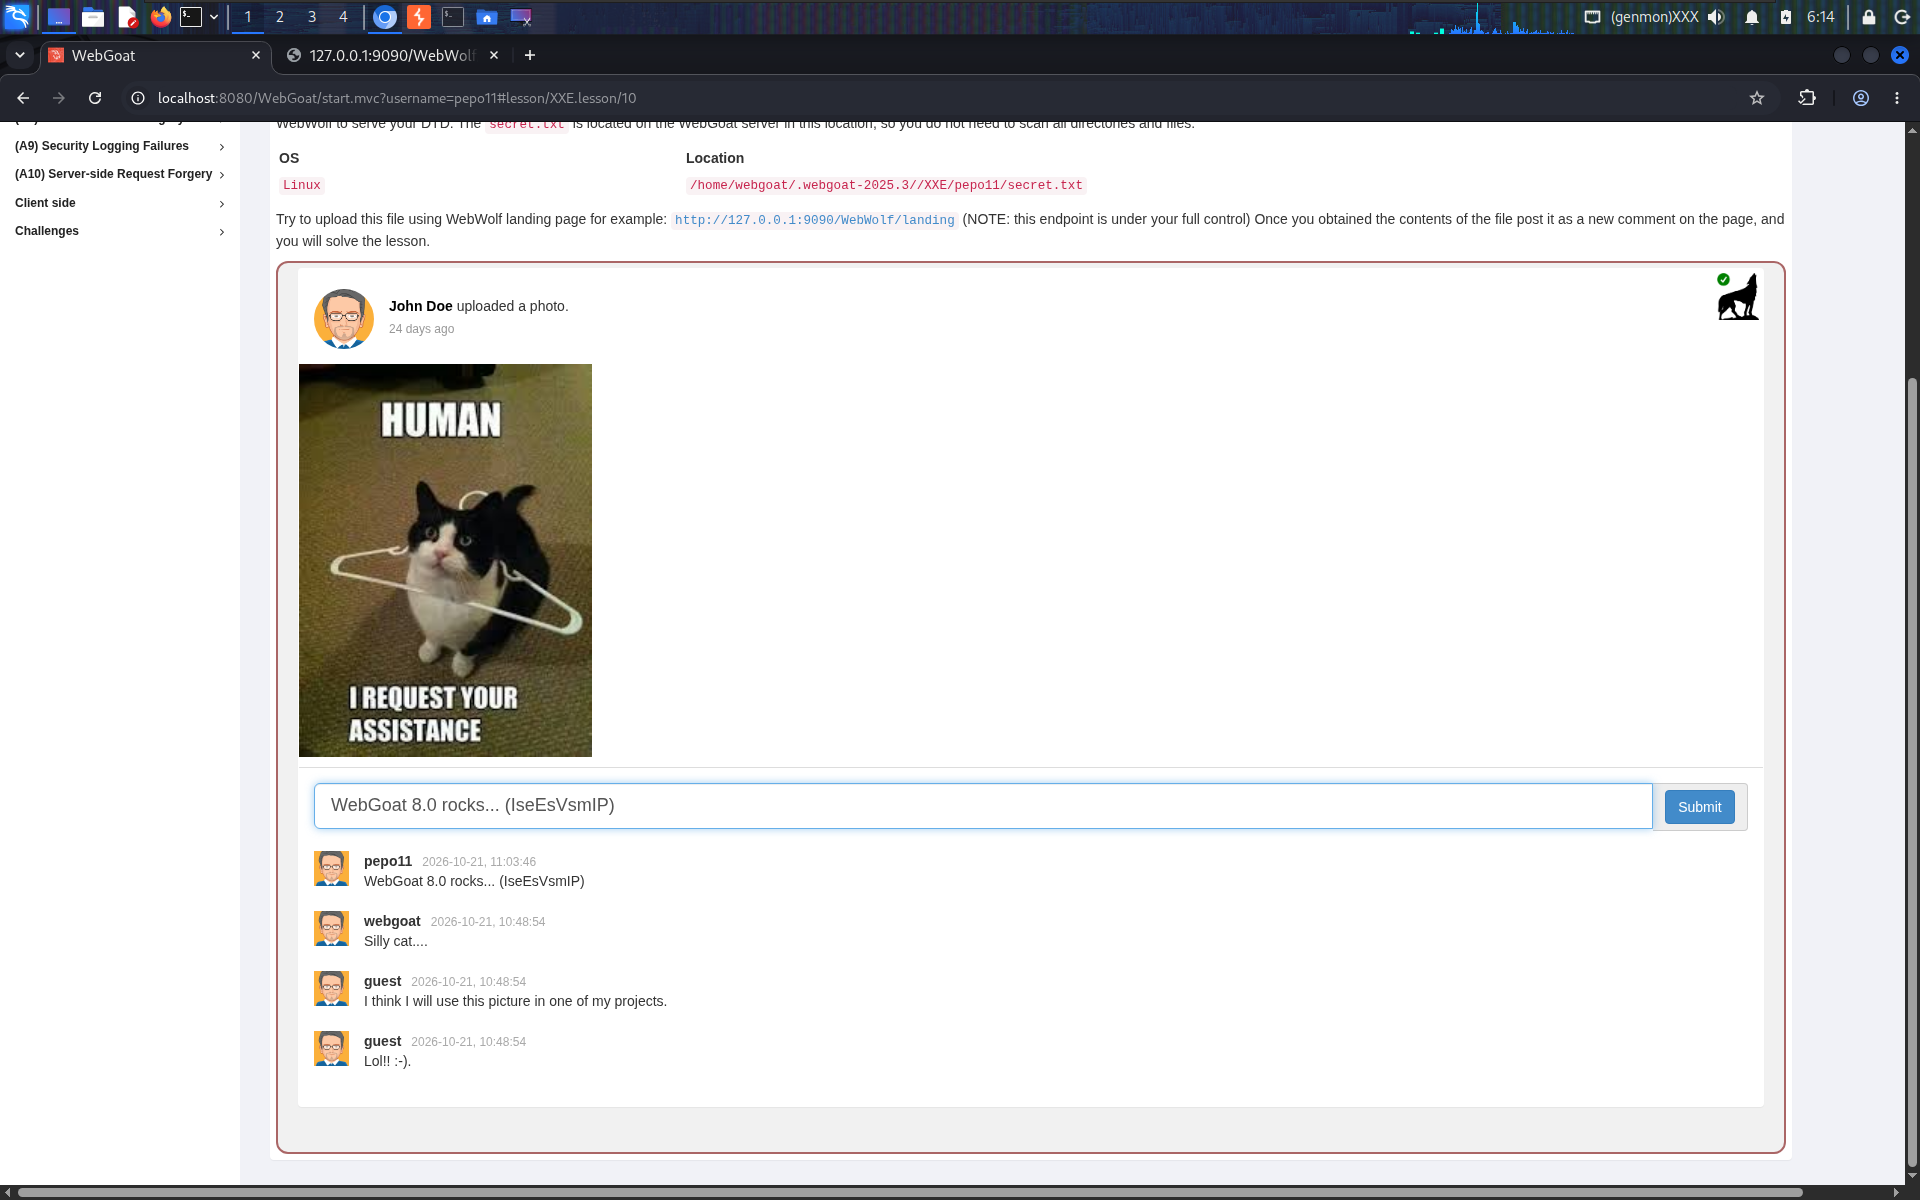 1 2 3 4 (genmon)XXX 6:14
WebGoat 127.0.0.1:9090/WebWolf
localhost:8080/WebGoat/start.mvc?username=pepo11#lesson/XXE.lesson/10
(A9) Security Logging Failures
(A10) Server-side Request Forgery
Client side
Challenges
WebWolf to serve your DTD. The secret.txt is located on the WebGoat server in this location, so you do not need to scan all directories and files.
OS Location
Linux /home/webgoat/.webgoat-2025.3//XXE/pepo11/secret.txt
Try to upload this file using WebWolf landing page for example: http://127.0.0.1:9090/WebWolf/landing (NOTE: this endpoint is under your full control) Once you obtained the contents of the file post it as a new comment on the page, and
you will solve the lesson.
John Doe uploaded a photo.
24 days ago
HUMAN
I REQUEST YOUR
ASSISTANCE
WebGoat 8.0 rocks... (IseEsVsmIP)
Submit
pepo11 2026-10-21, 11:03:46
WebGoat 8.0 rocks... (IseEsVsmIP)
webgoat 2026-10-21, 10:48:54
Silly cat....
guest 2026-10-21, 10:48:54
I think I will use this picture in one of my projects.
guest 2026-10-21, 10:48:54
Lol!! :-).